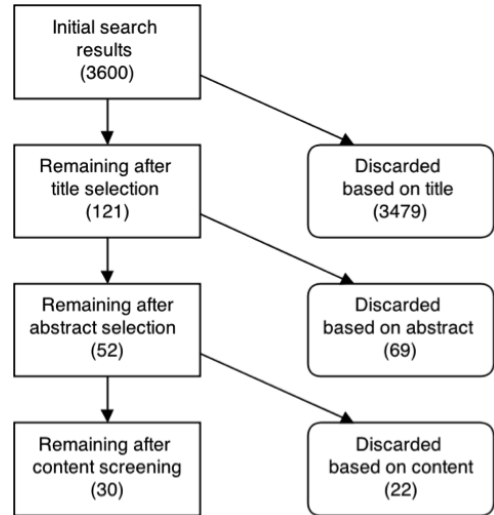 Initial search
results
(3600)
Remaining after
title selection
(121)
Discarded
based on title
(3479)
Remaining after
abstract selection
(52)
Discarded
based on abstract
(69)
Remaining after
content screening
(30)
Discarded
based on content
(22)